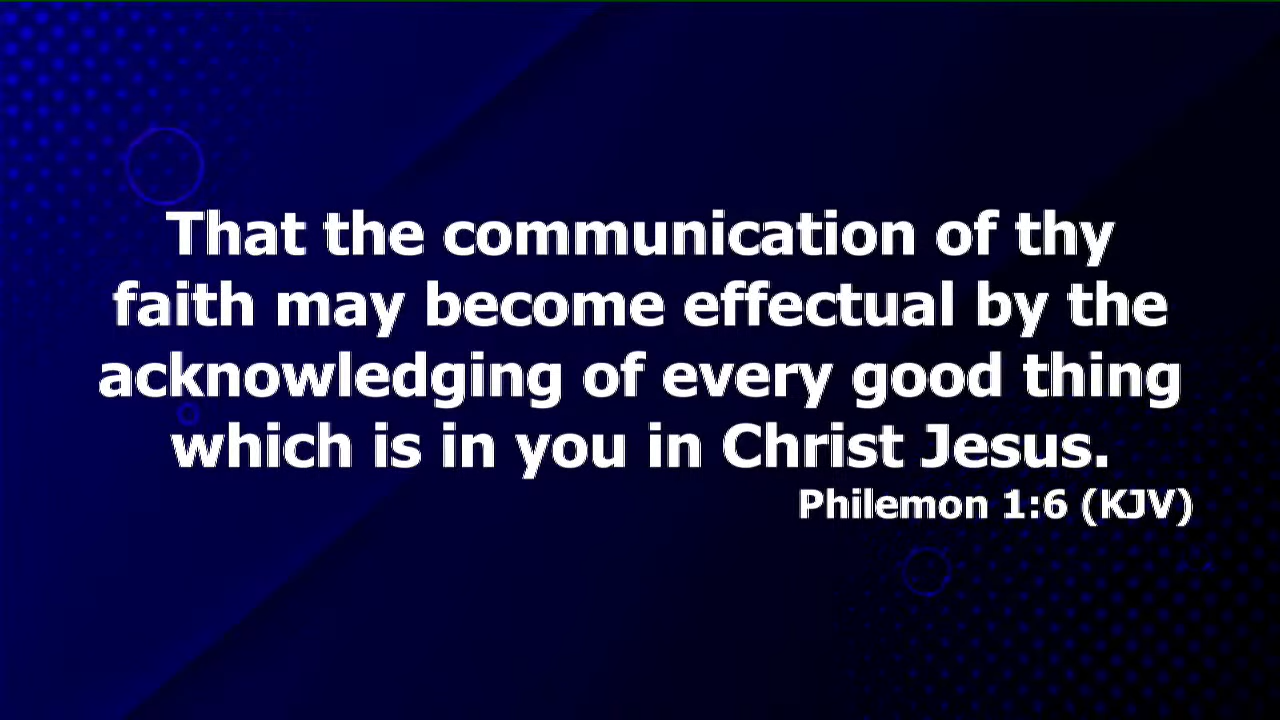 That the communication of thy
faith may become effectual by the
acknowledging of every good thing
which is in you in Christ Jesus.
Philemon 1:6 (KJV)